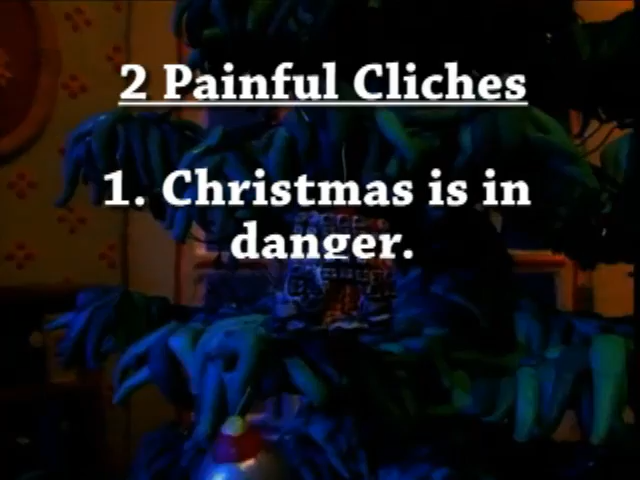 2 Painful Cliches
1. Christmas is in
danger.